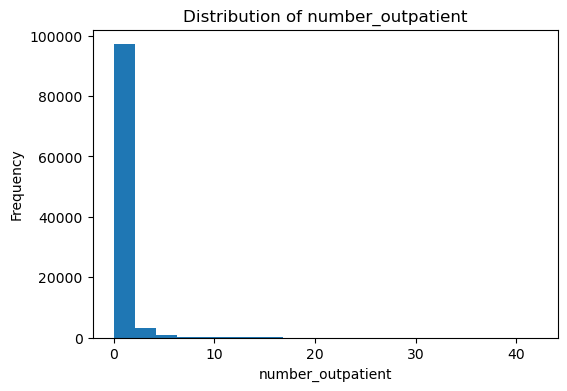 Distribution of number_outpatient
100000
80000
60000
40000
20000
0
Frequency
0 10 20 30 40
number_outpatient